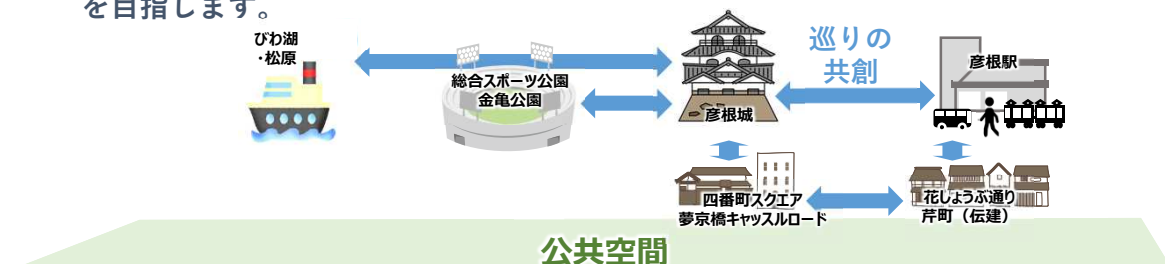 を目指します。
びわ湖
・松原
総合スポーツ公園
金亀公園
彦根城
巡りの
共創
彦根駅
四番町スクエア
夢京橋キャッスルロード
花しょうぶ通り
芹町（伝建）
公共空間